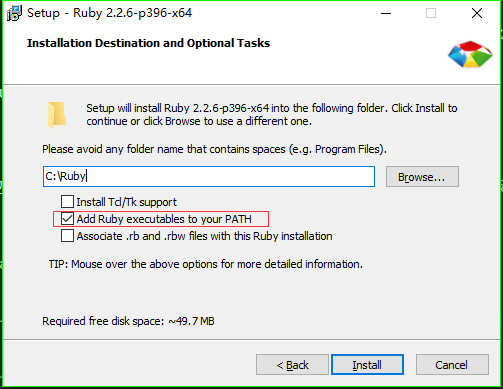 Setup - Ruby 2.2.6-p396-x64
Installation Destination and Optional Tasks
Setup will install Ruby 2.2.6-p396-x64 into the following folder. Click Install to
continue or click Browse to use a different one.
Please avoid any folder name that contains spaces (e.g. Program Files).
C:\Ruby
Browse...
Install Tcl/Tk support
Add Ruby executables to your PATH
Associate .rb and .rbw files with this Ruby installation
TIP: Mouse over the above options for more detailed information.
Required free disk space: ~49.7 MB
< Back
Install
Cancel